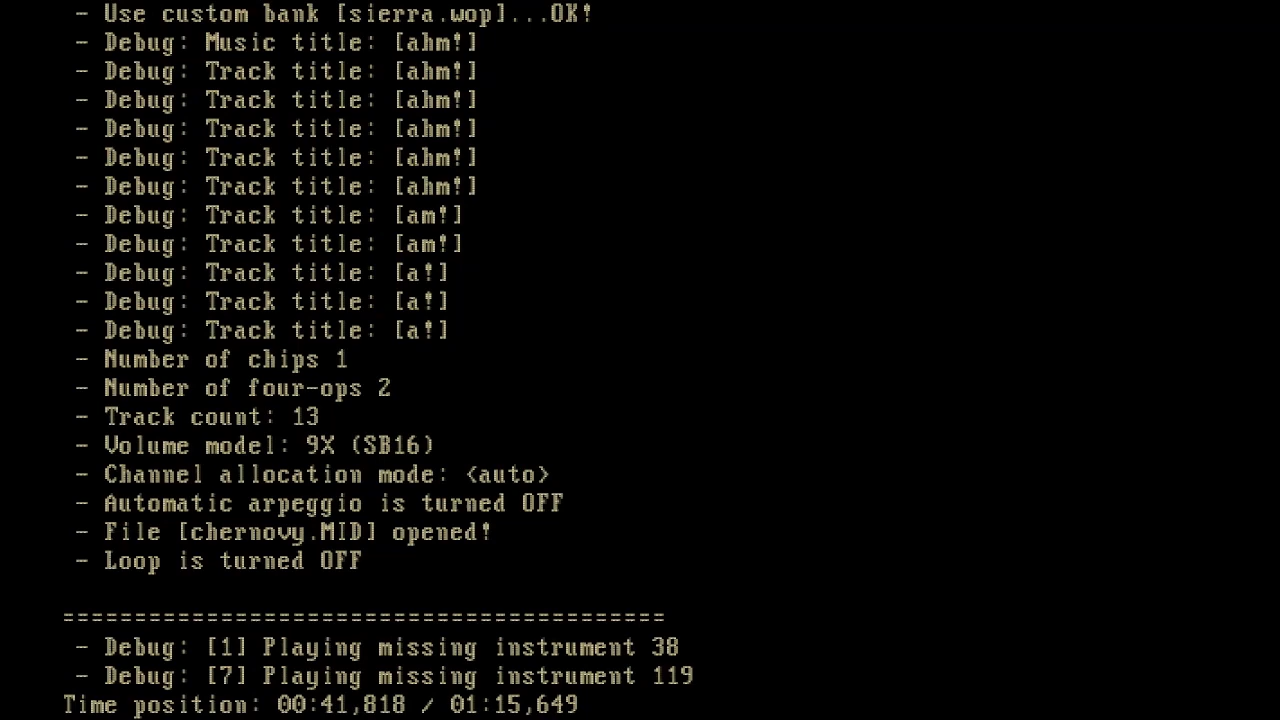 - Use custom bank [sierra.wop]...OK!
- Debug: Music title: [ahm!]
- Debug: Track title: [ahm!]
- Debug: Track title: [ahm!]
- Debug: Track title: [ahm!]
- Debug: Track title: [ahm!]
- Debug: Track title: [ahm!]
- Debug: Track title: [am!]
- Debug: Track title: [am!]
- Debug: Track title: [a!]
- Debug: Track title: [a!]
- Debug: Track title: [a!]
- Number of chips 1
- Number of four-ops 2
- Track count: 13
- Volume model: 9X (SB16)
- Channel allocation mode: <auto>
- Automatic arpeggio is turned OFF
- File [chernovy.MID] opened!
- Loop is turned OFF
==========================================
- Debug: [1] Playing missing instrument 38
- Debug: [7] Playing missing instrument 119
Time position: 00:41,818 / 01:15,649